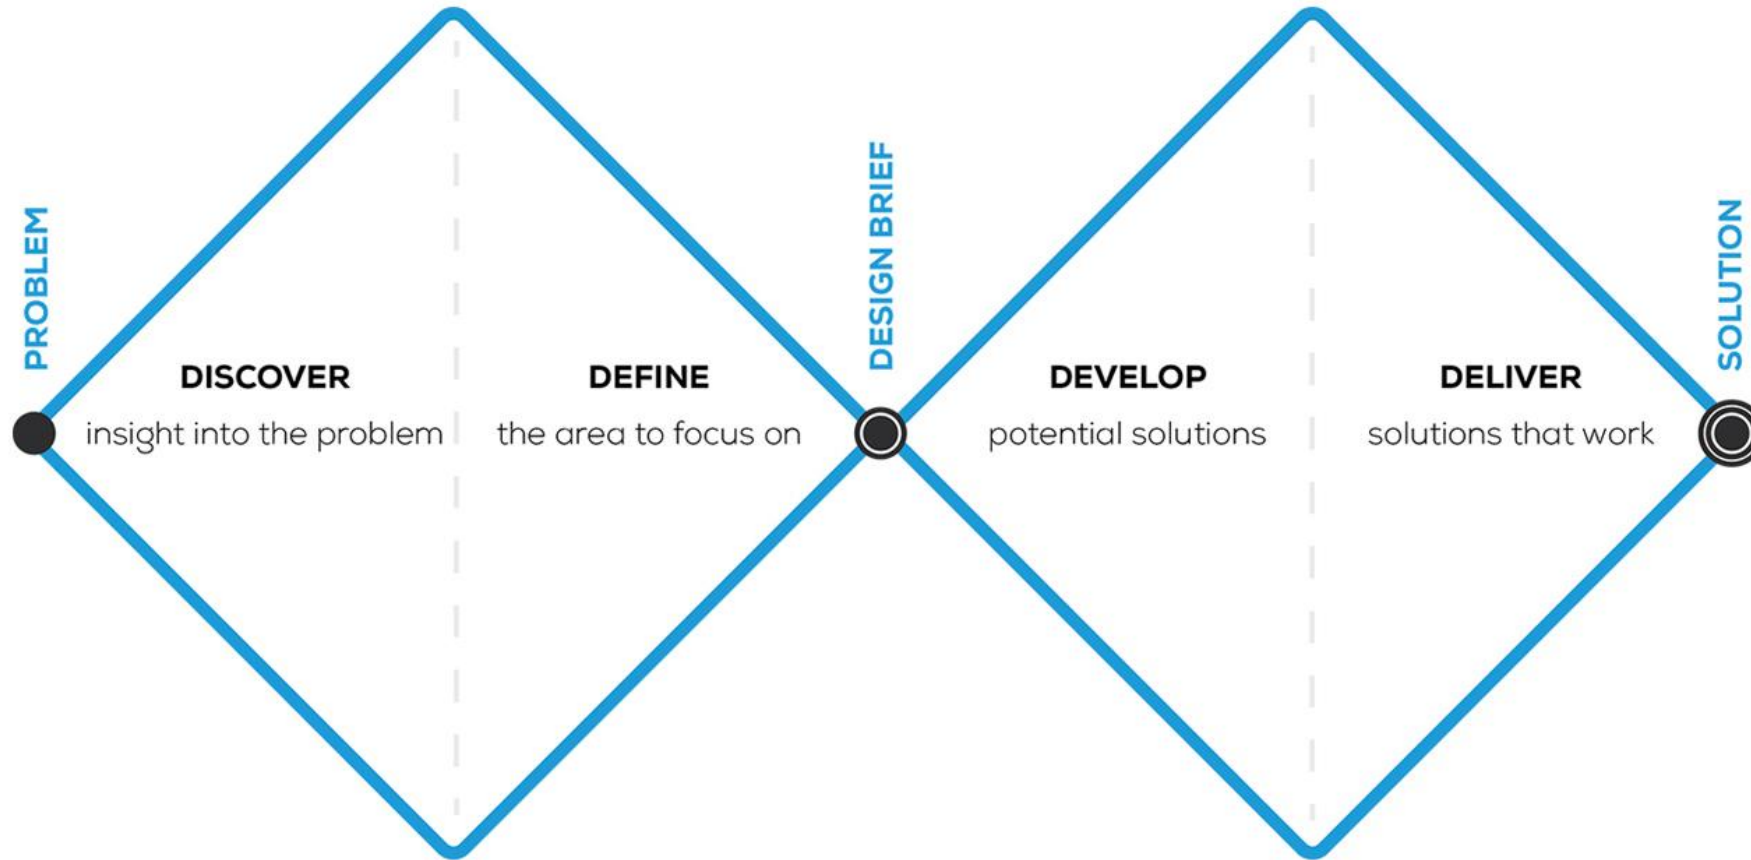 PROBLEM
DISCOVER
insight into the problem
DEFINE
the area to focus on
DESIGN BRIEF
DEVELOP
potential solutions
DELIVER
solutions that work
SOLUTION